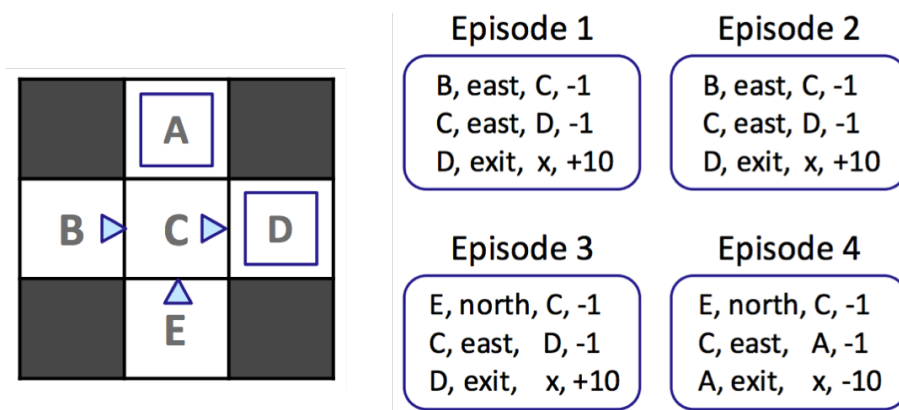 A
B C D
E
Episode 1
B, east, C, -1
C, east, D, -1
D, exit, x, +10
Episode 2
B, east, C, -1
C, east, D, -1
D, exit, x, +10
Episode 3
E, north, C, -1
C, east, D, -1
D, exit, x, +10
Episode 4
E, north, C, -1
C, east, A, -1
A, exit, x, -10